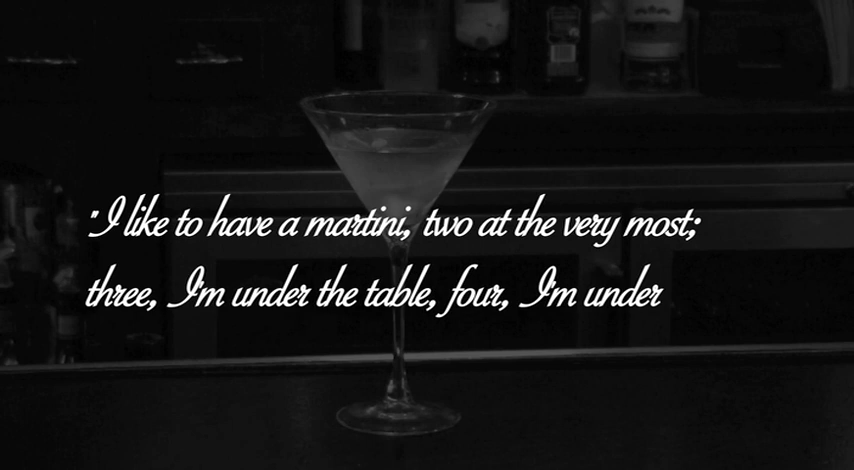 "I like to have a martini, two at the very most;
three, I'm under the table, four, I'm under